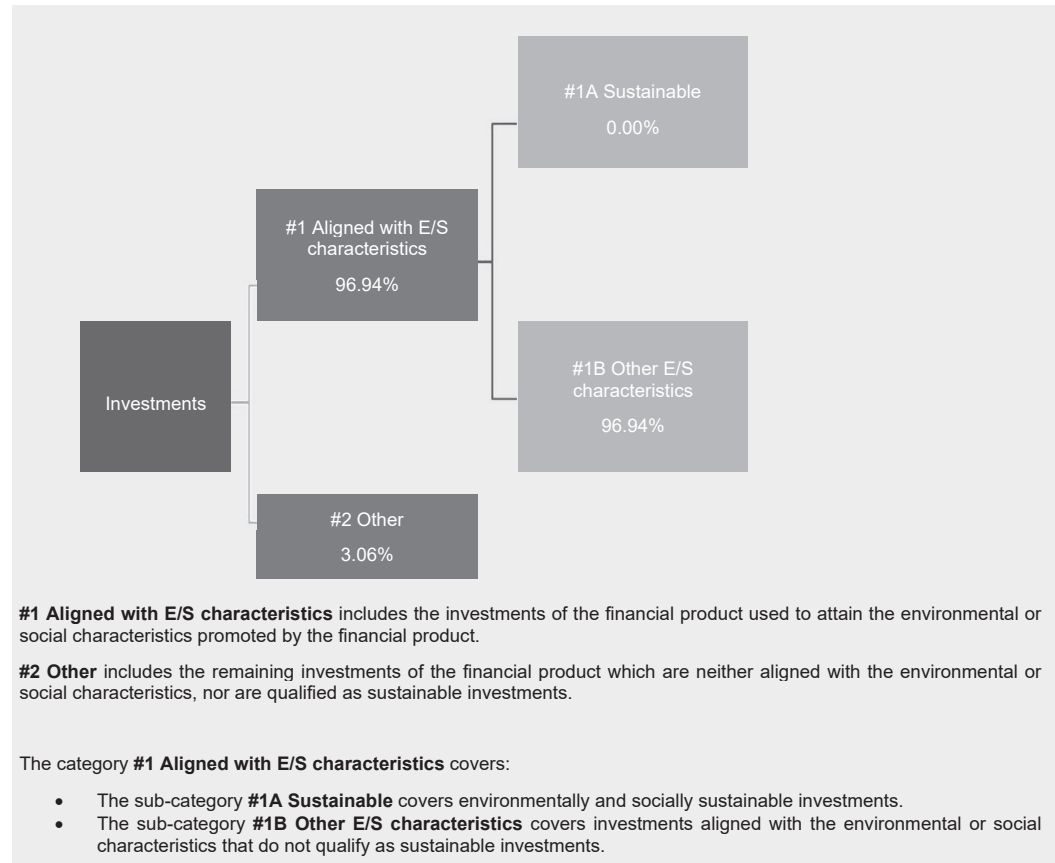 #1A Sustainable
0.00%
#1 Aligned with E/S
characteristics
96.94%
#1B Other E/S
characteristics
96.94%
Investments
#2 Other
3.06%
#1 Aligned with E/S characteristics includes the investments of the financial product used to attain the environmental or
social characteristics promoted by the financial product.
#2 Other includes the remaining investments of the financial product which are neither aligned with the environmental or
social characteristics, nor are qualified as sustainable investments.
The category #1 Aligned with E/S characteristics covers:
• The sub-category #1A Sustainable covers environmentally and socially sustainable investments.
• The sub-category #1B Other E/S characteristics covers investments aligned with the environmental or social
characteristics that do not qualify as sustainable investments.